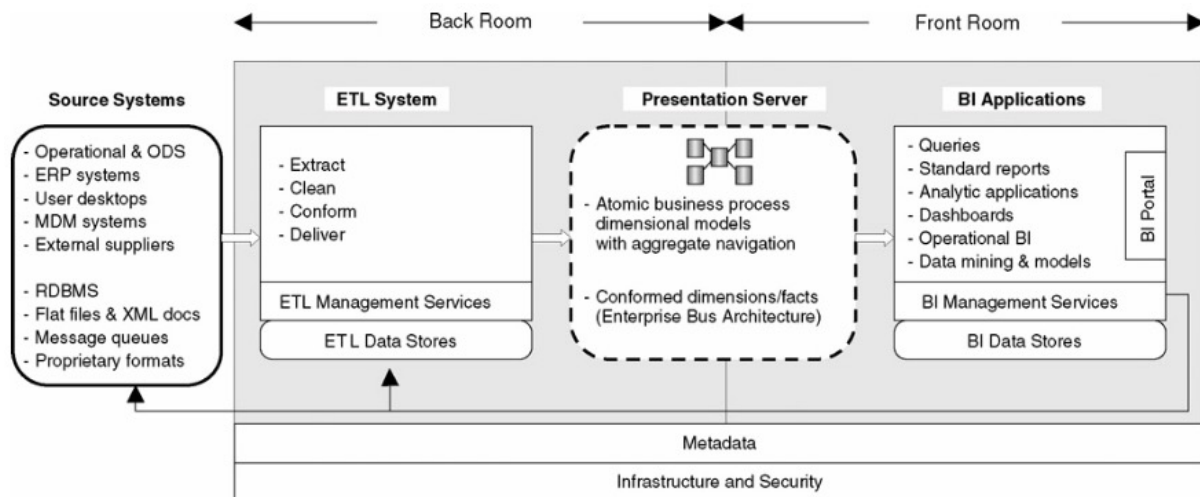 Back Room
Front Room
Source Systems
- Operational & ODS
- ERP systems
- User desktops
- MDM systems
- External suppliers
- RDBMS
- Flat files & XML docs
- Message queues
- Proprietary formats
ETL System
- Extract
- Clean
- Conform
- Deliver
ETL Management Services
ETL Data Stores
Presentation Server
- Atomic business process
dimensional models
with aggregate navigation
- Conformed dimensions/facts
(Enterprise Bus Architecture)
BI Applications
- Queries
- Standard reports
- Analytic applications
- Dashboards
- Operational BI
- Data mining & models
BI Portal
BI Management Services
BI Data Stores
Metadata
Infrastructure and Security